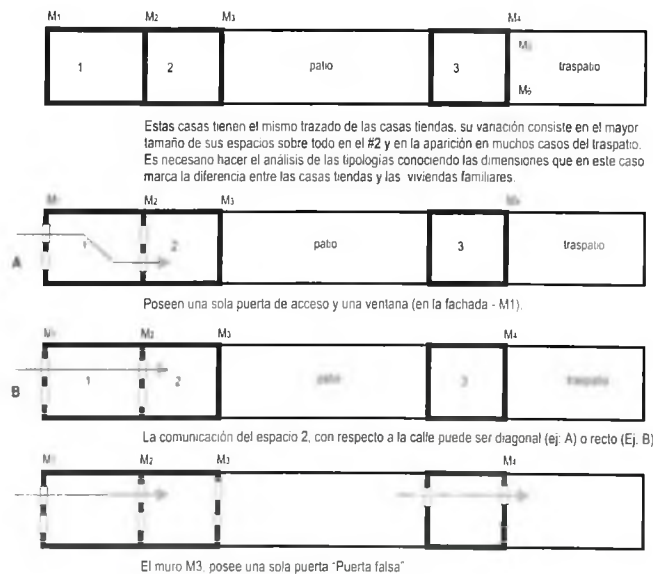 M1 M2 M3 M4
1 2 patio 3 traspatio
M6
Estas casas tienen el mismo trazado de las casas tiendas. su variación consiste en el mayor
tamaño de sus espacios sobre todo en el #2 y en la aparición en muchos casos del traspatio.
Es necesario hacer el análisis de las tipologías conociendo las dimensiones que en este caso
marca la diferencia entre las casas tiendas y las viviendas familiares.
M2 M3
A 1 2 patio 3 traspatio
Poseen una sola puerta de acceso y una ventana (en la fachada - M1).
M2 M3 M4
B 1 2 patio 3 traspatio
La comunicación del espacio 2, con respecto a la calle puede ser diagonal (ej: A) o recto (Ej. B)
M2 M3 M4
El muro M3, posee una sola puerta "Puerta falsa"